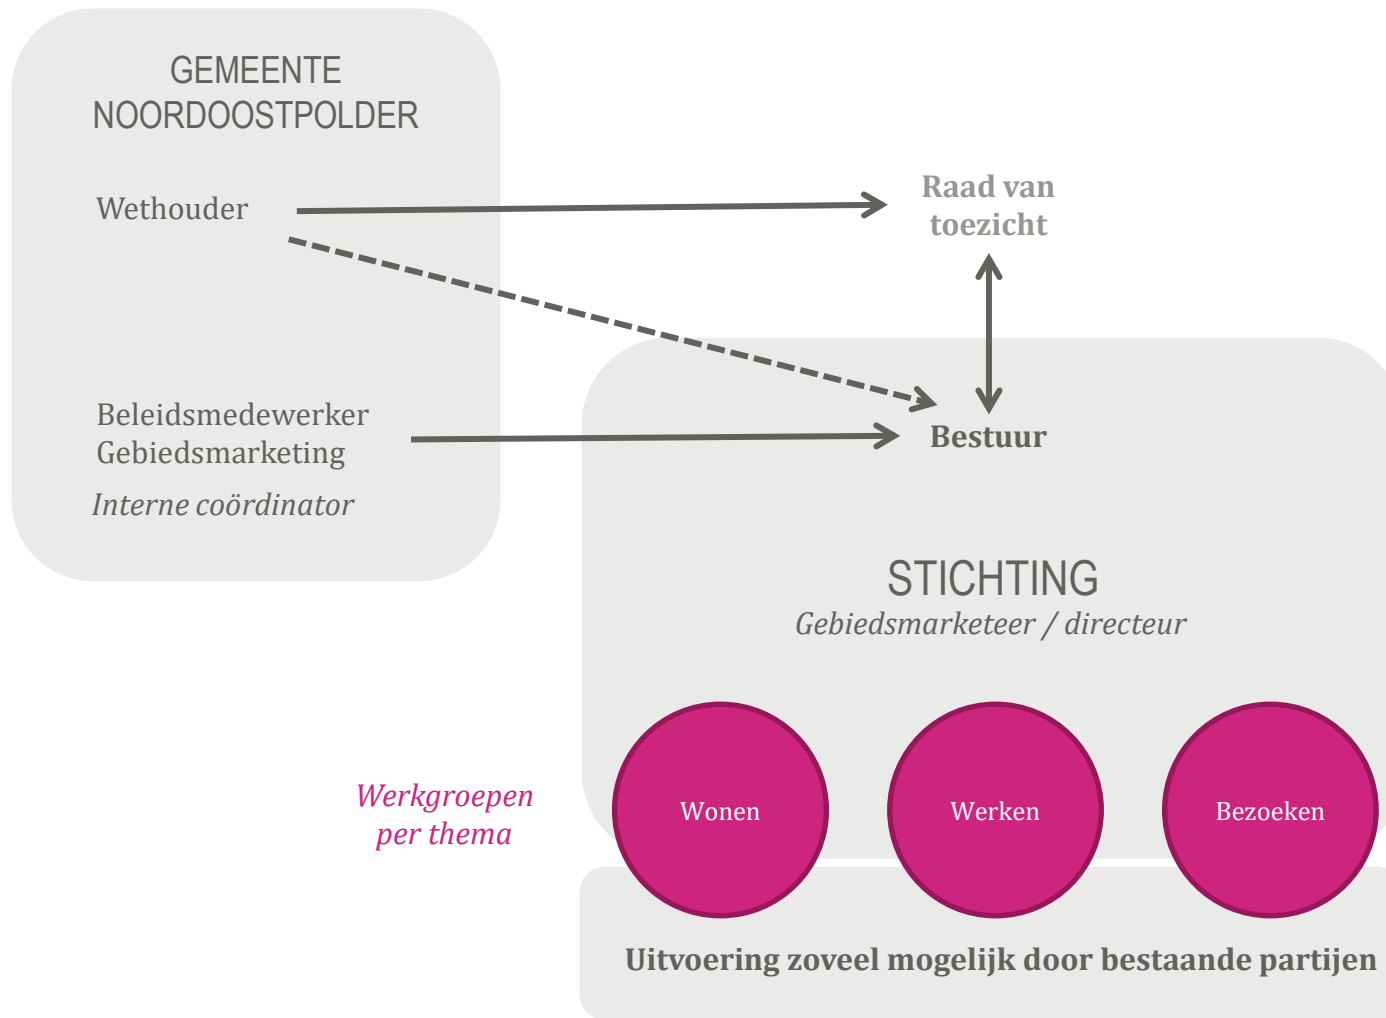 GEMEENTE
NOORDOOSTPOLDER
Wethouder
Raad van
toezicht
Beleidsmedewerker
Gebiedsmarketing
Interne coördinator
Bestuur
STICHTING
Gebiedsmarketeer / directeur
Werkgroepen
per thema
Wonen
Werken
Bezoeken
Uitvoering zoveel mogelijk door bestaande partijen